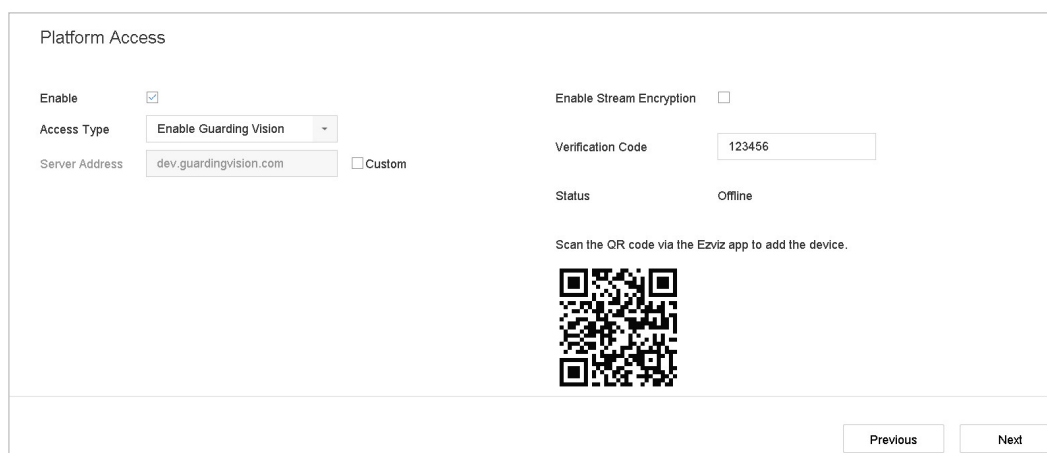 Platform Access
Enable
Access Type Enable Guarding Vision
Server Address dev.guardingvision.com Custom
Enable Stream Encryption
Verification Code 123456
Status Offline
Scan the QR code via the Ezviz app to add the device.
Previous Next